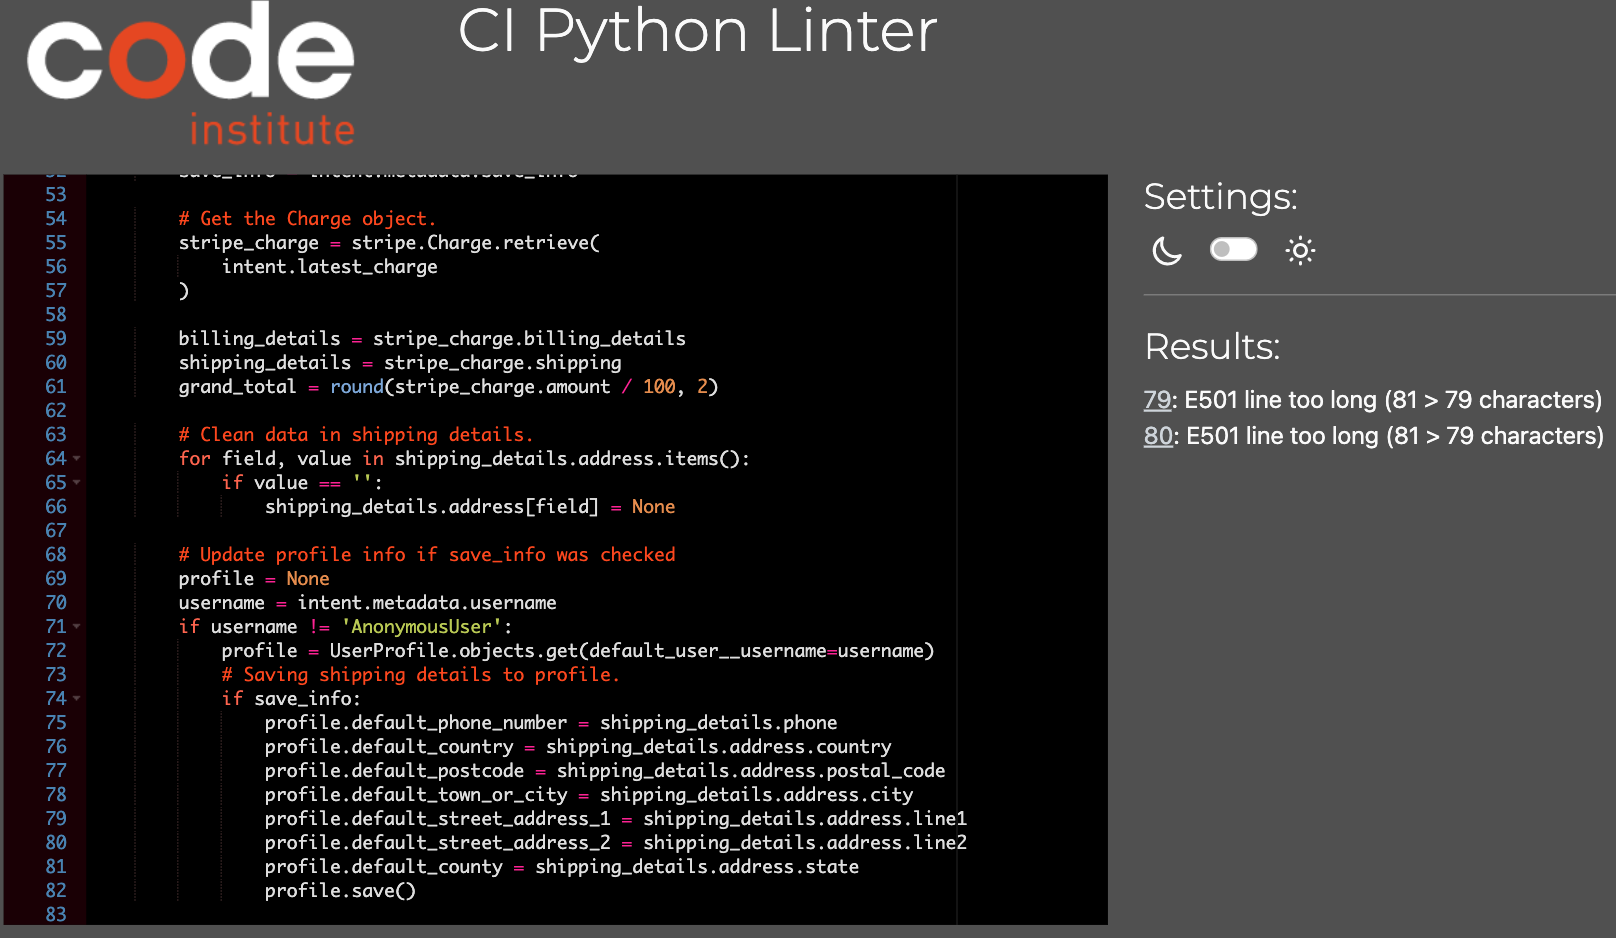 code
institute
CI Python Linter
52 save_info = intent.metadata.save_info
53
54 # Get the Charge object.
55 stripe_charge = stripe.Charge.retrieve(
56 intent.latest_charge
57 )
58
59 billing_details = stripe_charge.billing_details
60 shipping_details = stripe_charge.shipping
61 grand_total = round(stripe_charge.amount / 100, 2)
62
63 # Clean data in shipping details.
64 for field, value in shipping_details.address.items():
65 if value == '':
66 shipping_details.address[field] = None
67
68 # Update profile info if save_info was checked
69 profile = None
70 username = intent.metadata.username
71 if username != 'AnonymousUser':
72 profile = UserProfile.objects.get(default_user__username=username)
73 # Saving shipping details to profile.
74 if save_info:
75 profile.default_phone_number = shipping_details.phone
76 profile.default_country = shipping_details.address.country
77 profile.default_postcode = shipping_details.address.postal_code
78 profile.default_town_or_city = shipping_details.address.city
79 profile.default_street_address_1 = shipping_details.address.line1
80 profile.default_street_address_2 = shipping_details.address.line2
81 profile.default_county = shipping_details.address.state
82 profile.save()
83
Settings:
Results:
79: E501 line too long (81 > 79 characters)
80: E501 line too long (81 > 79 characters)